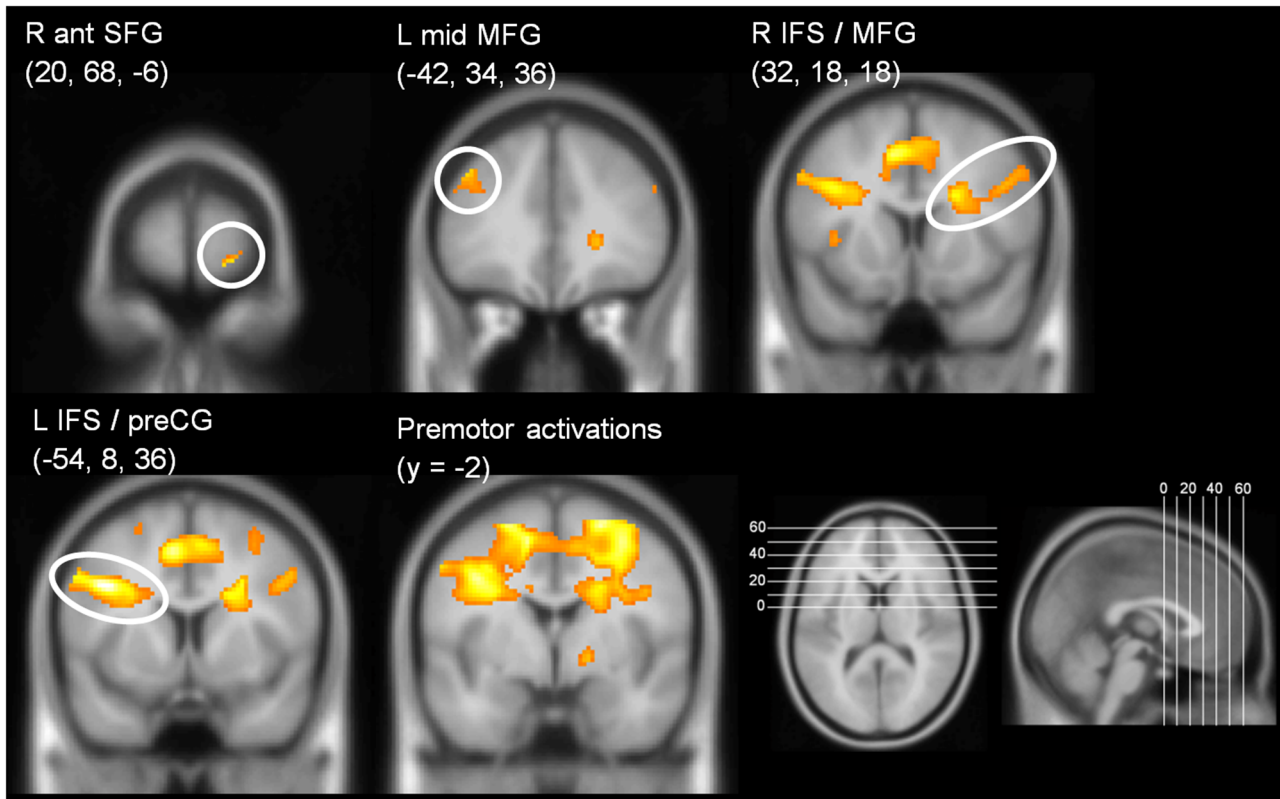 R ant SFG
(20, 68, -6)
L mid MFG
(-42, 34, 36)
R IFS / MFG
(32, 18, 18)
L IFS / preCG
(-54, 8, 36)
Premotor activations
(y = -2)
60
40
20
0
0 20 40 60